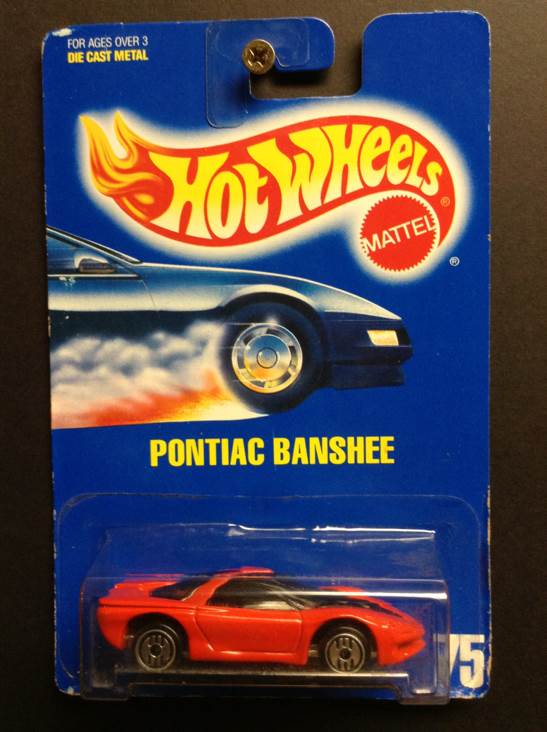 FOR AGES OVER 3
DIE CAST METAL
HOT WHEELS®
MATTEL®
PONTIAC BANSHEE
75